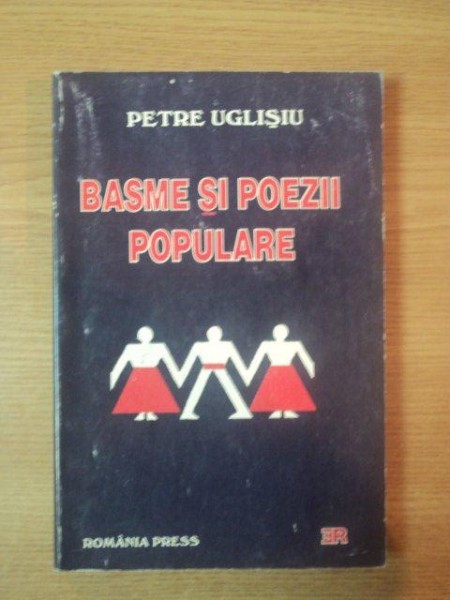 PETRE UGLIȘIU
BASME ȘI POEZII
POPULARE
ROMÂNIA PRESS
ER